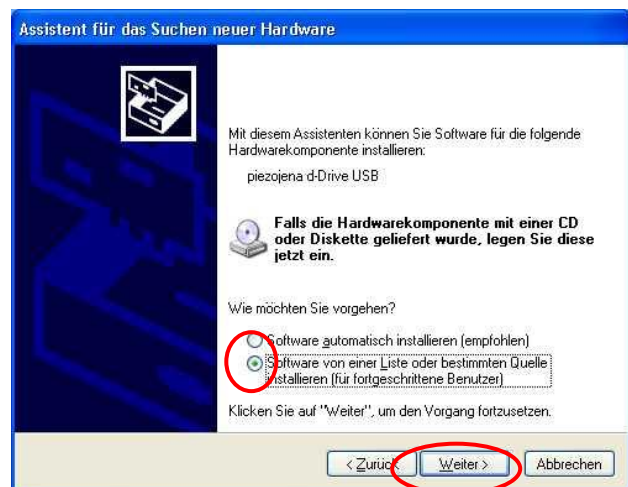 Assistent für das Suchen neuer Hardware
Mit diesem Assistenten können Sie Software für die folgende
Hardwarekomponente installieren:
piezojena d-Drive USB
Falls die Hardwarekomponente mit einer CD
oder Diskette geliefert wurde, legen Sie diese
jetzt ein.
Wie möchten Sie vorgehen?
Software automatisch installieren (empfohlen)
Software von einer Liste oder bestimmten Quelle
installieren (für fortgeschrittene Benutzer)
Klicken Sie auf "Weiter", um den Vorgang fortzusetzen.
< Zurück Weiter > Abbrechen